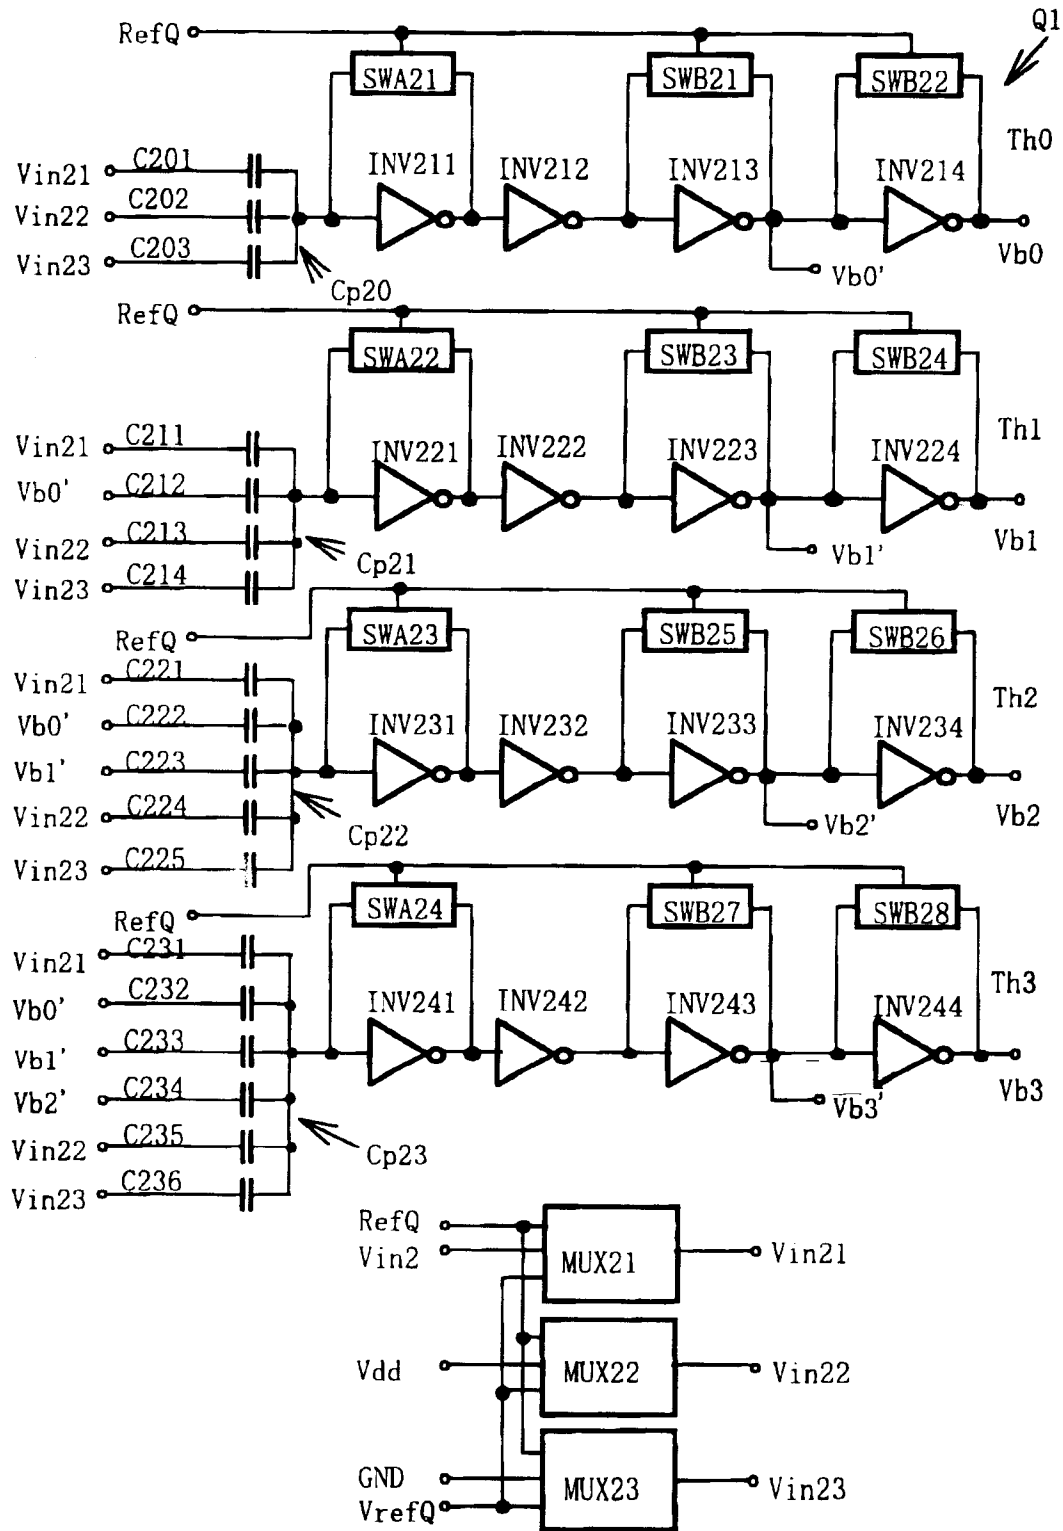 Q1
RefQ
SWA21 SWB21 SWB22
Th0
INV211 INV212 INV213 INV214
Vin21 C201
Vin22 C202
Vin23 C203
Vb0
Cp20 Vb0'
RefQ
SWA22 SWB23 SWB24
Th1
Vin21 C211
INV221 INV222 INV223 INV224
Vb0' C212
Vin22 C213
Vb1
Cp21 Vb1'
Vin23 C214
RefQ
SWA23 SWB25 SWB26
Vin21 C221
Th2
Vb0' C222
INV231 INV232 INV233 INV234
Vb1' C223
Vin22 C224
Vb2
Cp22 Vb2'
Vin23 C225
RefQ
SWA24 SWB27 SWB28
Vin21 C231
Th3
Vb0' C232
INV241 INV242 INV243 INV244
Vb1' C233
Vb2' C234
Vb3
Vb3'
Vin22 C235
Cp23
Vin23 C236
RefQ
Vin2
MUX21
Vin21
Vdd
MUX22
Vin22
GND
MUX23
Vin23
VrefQ